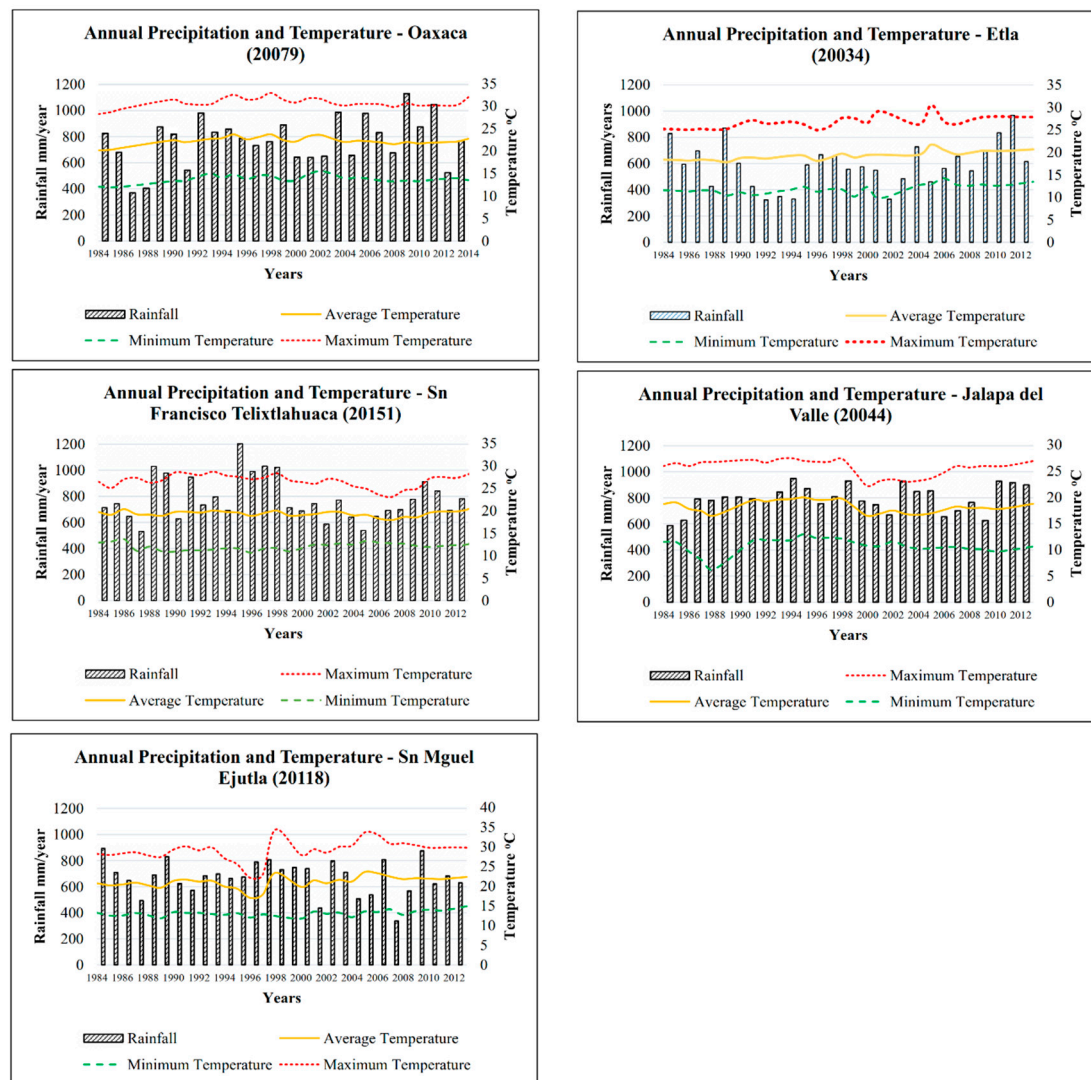 Annual Precipitation and Temperature - Oaxaca
(20079)
1200
1000
800
600
400
200
0
Rainfall mm/year
35
30
25
20
15
10
5
0
Temperature ºC
1984 1986 1988 1990 1992 1994 1996 1998 2000 2002 2004 2006 2008 2010 2012 2014
Years
Rainfall
Average Temperature
Minimum Temperature
Maximum Temperature
Annual Precipitation and Temperature - Etla
(20034)
1200
1000
800
600
400
200
0
Rainfall mm/years
35
30
25
20
15
10
5
0
Temperature ºC
1984 1986 1988 1990 1992 1994 1996 1998 2000 2002 2004 2006 2008 2010 2012
Years
Rainfall
Average Temperature
Minimum Temperature
Maximum Temperature
Annual Precipitation and Temperature - Sn
Francisco Telixtlahuaca (20151)
1200
1000
800
600
400
200
0
Rainfall mm/year
35
30
25
20
15
10
5
0
Temperature ºC
1984 1986 1988 1990 1992 1994 1996 1998 2000 2002 2004 2006 2008 2010 2012
Years
Rainfall
Maximum Temperature
Average Temperature
Minimum Temperature
Annual Precipitation and Temperature - Jalapa del
Valle (20044)
1200
1000
800
600
400
200
0
Rainfall mm/year
30
25
20
15
10
5
0
Temperature ºC
1984 1986 1988 1990 1992 1994 1996 1998 2000 2002 2004 2006 2008 2010 2012
Years
Rainfall
Maximum Temperature
Average Temperature
Minimum Temperature
Annual Precipitation and Temperature - Sn Mguel
Ejutla (20118)
1200
1000
800
600
400
200
0
Rainfall mm/year
40
35
30
25
20
15
10
5
0
Temperature ºC
1984 1986 1988 1990 1992 1994 1996 1998 2000 2002 2004 2006 2008 2010 2012
Years
Rainfall
Average Temperature
Minimum Temperature
Maximum Temperature